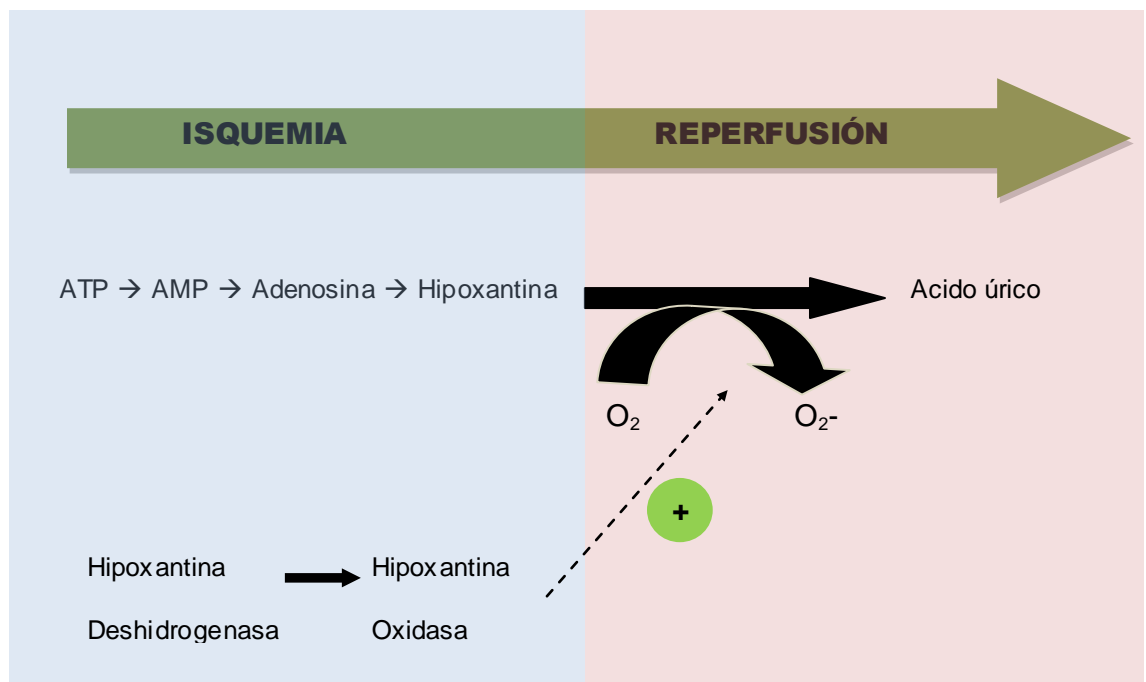 ISQUEMIA REPERFUSIÓN
ATP → AMP → Adenosina → Hipoxantina Acido úrico
O₂ O₂-
+
Hipoxantina Hipoxantina
Deshidrogenasa Oxidasa